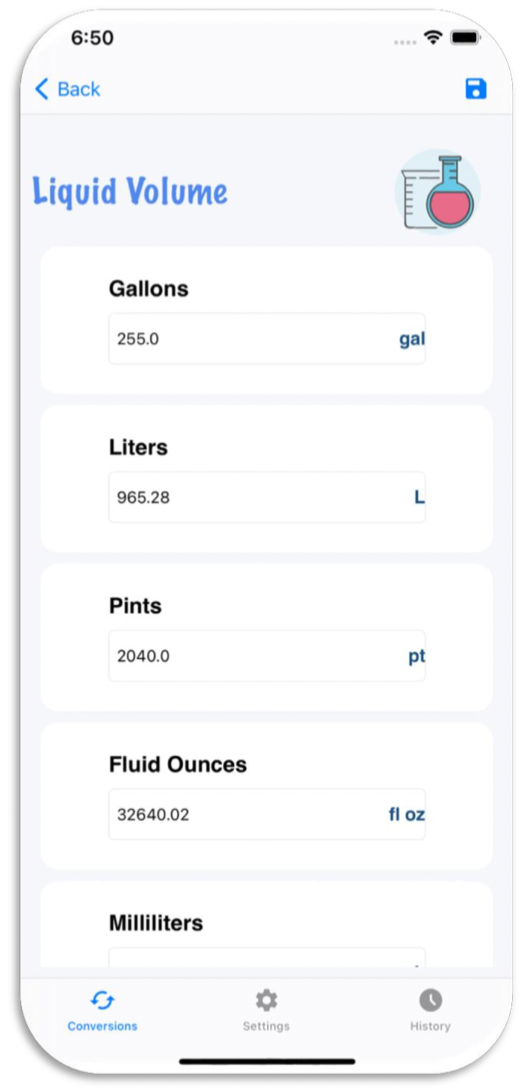 6:50
Back
Liquid Volume
Gallons
255.0 gal
Liters
965.28 L
Pints
2040.0 pt
Fluid Ounces
32640.02 fl oz
Milliliters
Conversions Settings History